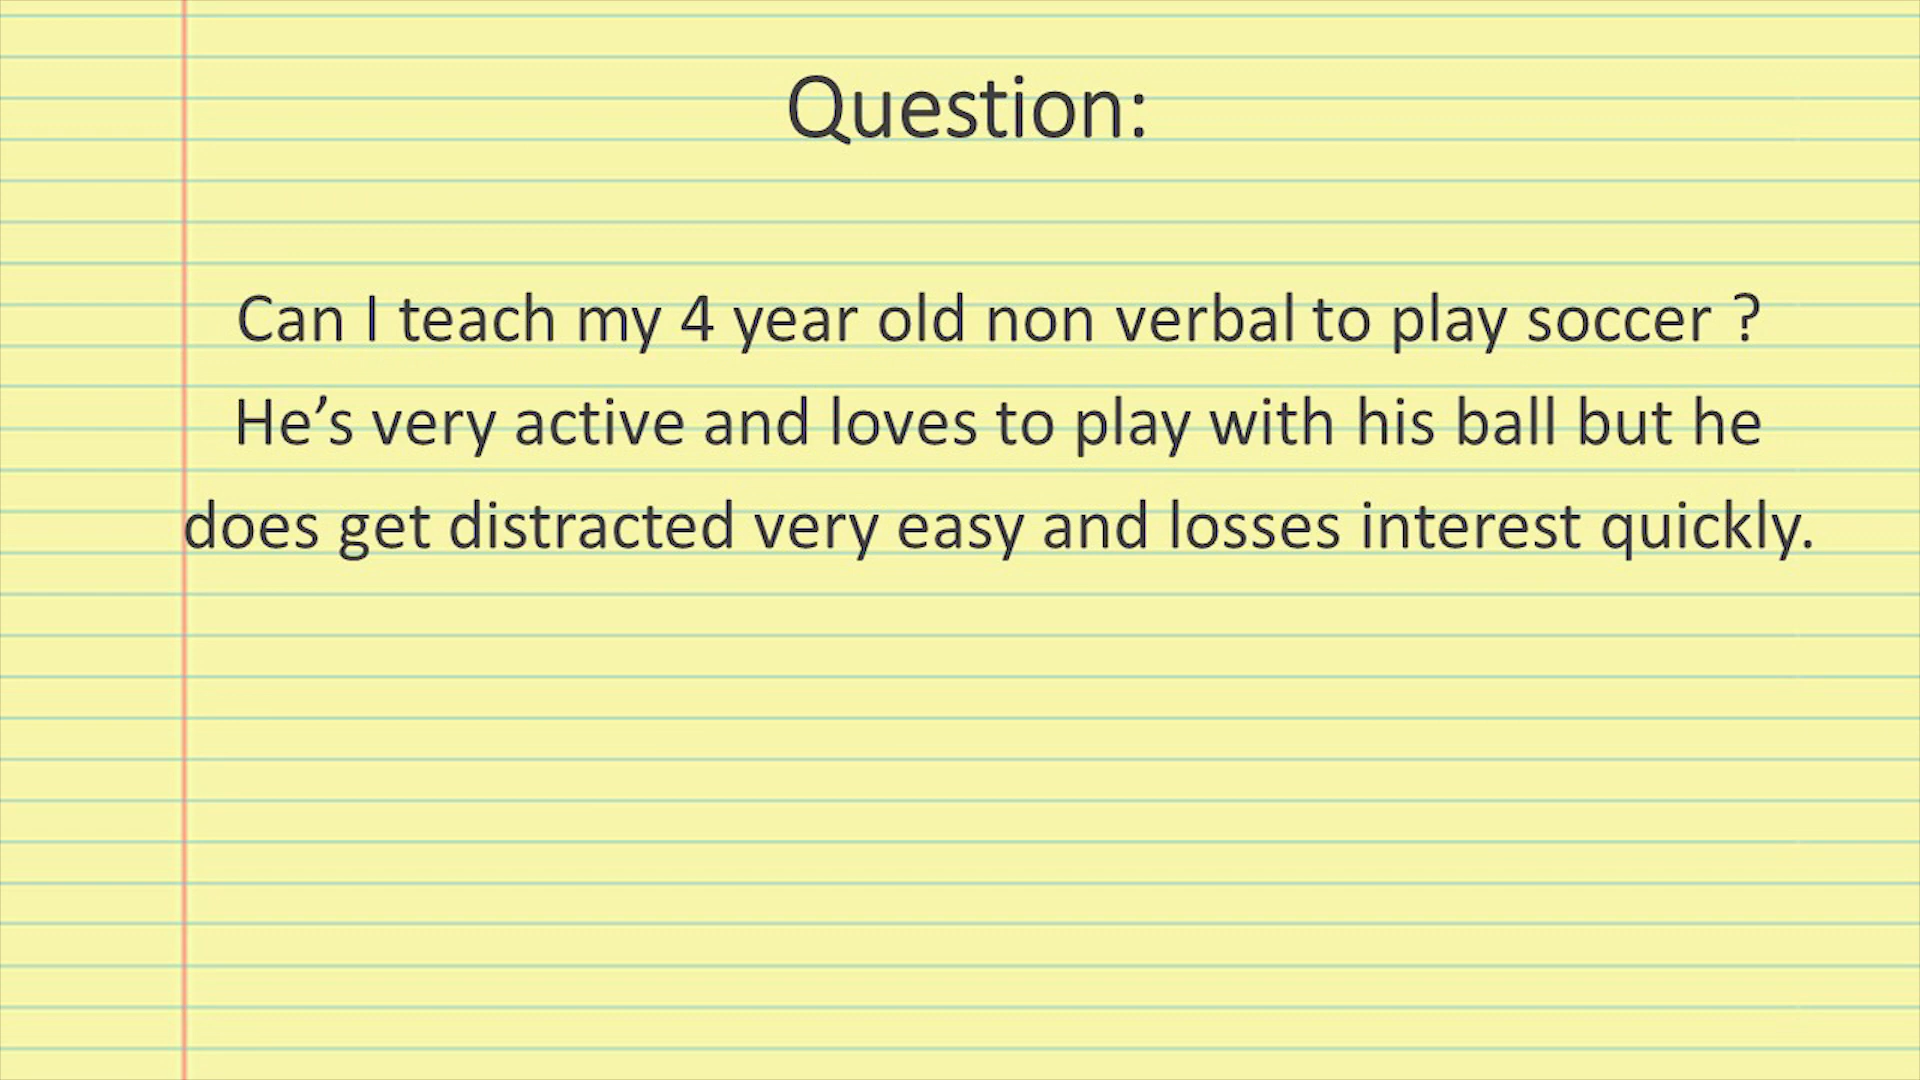 Question:
Can I teach my 4 year old non verbal to play soccer ?
He’s very active and loves to play with his ball but he
does get distracted very easy and losses interest quickly.